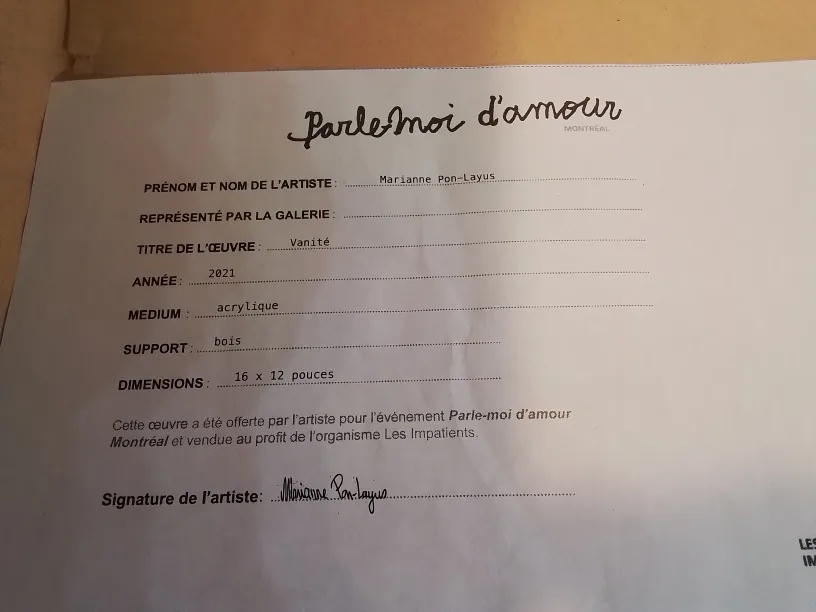 Parle-moi d'amour
MONTRÉAL
PRÉNOM ET NOM DE L'ARTISTE : Marianne Pon-Layus
REPRÉSENTÉ PAR LA GALERIE :
TITRE DE L'ŒUVRE : Vanité
ANNÉE : 2021
MEDIUM : acrylique
SUPPORT : bois
DIMENSIONS : 16 x 12 pouces
Cette œuvre a été offerte par l'artiste pour l'événement Parle-moi d'amour
Montréal et vendue au profit de l'organisme Les Impatients.
Signature de l'artiste: Marianne Pon-Layus
LES
IM